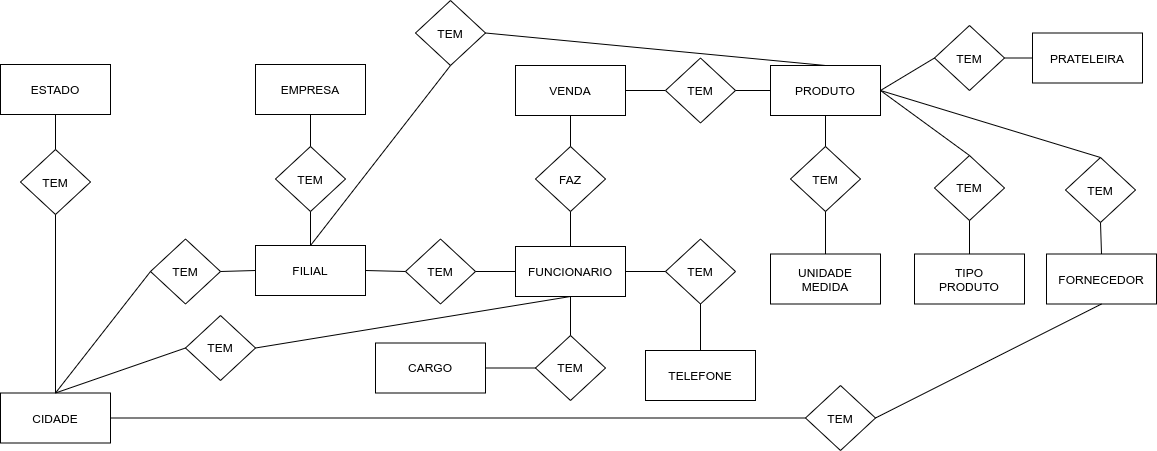 TEM
TEM
PRATELEIRA
ESTADO
EMPRESA
VENDA
TEM
PRODUTO
TEM
TEM
FAZ
TEM
TEM
TEM
TEM
FILIAL
TEM
FUNCIONARIO
TEM
UNIDADE
MEDIDA
TIPO
PRODUTO
FORNECEDOR
TEM
CARGO
TEM
TELEFONE
CIDADE
TEM